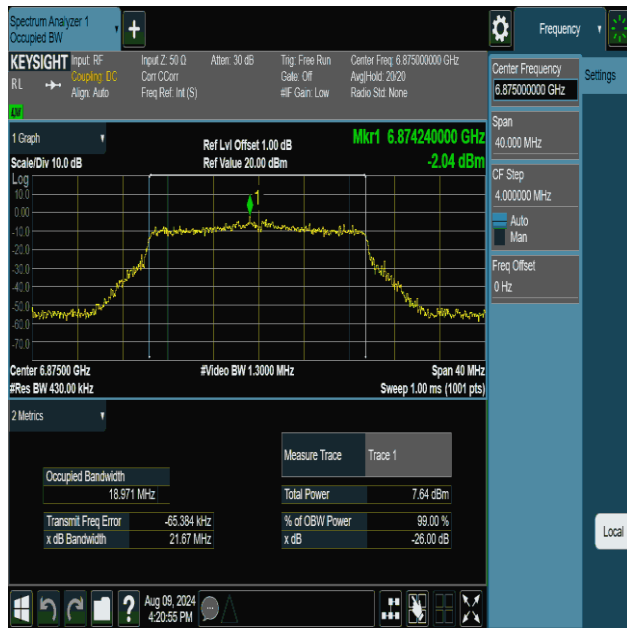 Spectrum Analyzer 1
Occupied BW
Frequency
KEYSIGHT
RL
Input: RF
Coupling: DC
Align: Auto
Input Z: 50 Ω
Corr CCorr
Freq Ref: Int (S)
Atten: 30 dB
Trig: Free Run
Gate: Off
#IF Gain: Low
Center Freq: 6.875000000 GHz
Avg|Hold: 20/20
Radio Std: None
Center Frequency
6.875000000 GHz
Settings
Span
40.000 MHz
CF Step
4.000000 MHz
Auto
Man
Freq Offset
0 Hz
1 Graph
Scale/Div 10.0 dB
Ref Lvl Offset 1.00 dB
Ref Value 20.00 dBm
Mkr1 6.874240000 GHz
-2.04 dBm
Log
10.0
0.00
-10.0
-20.0
-30.0
-40.0
-50.0
-60.0
-70.0
1
Center 6.87500 GHz
#Res BW 430.00 kHz
#Video BW 1.3000 MHz
Span 40 MHz
Sweep 1.00 ms (1001 pts)
2 Metrics
Measure Trace
Trace 1
Occupied Bandwidth
18.971 MHz
Total Power
7.64 dBm
Transmit Freq Error
-65.384 kHz
% of OBW Power
99.00 %
x dB Bandwidth
21.67 MHz
x dB
-26.00 dB
Local
Aug 09, 2024
4:20:55 PM